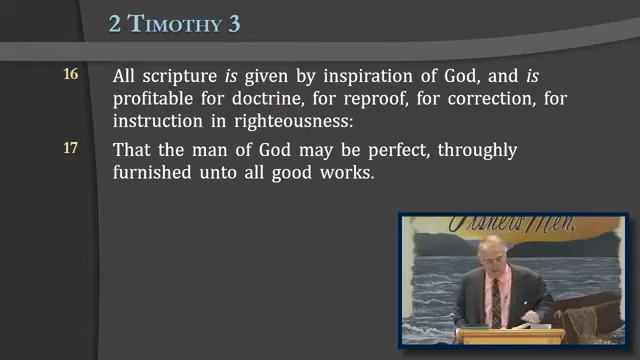 2 TIMOTHY 3
16 All scripture is given by inspiration of God, and is
profitable for doctrine, for reproof, for correction, for
instruction in righteousness:
17 That the man of God may be perfect, throughly
furnished unto all good works.
Fishers Men.